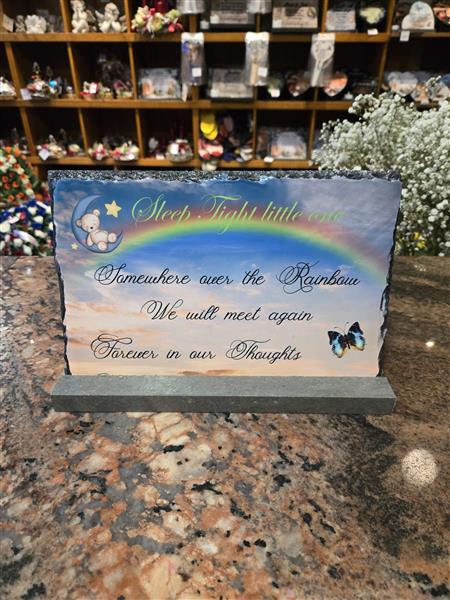 Sleep Tight little one
Somewhere over the Rainbow
We will meet again
Forever in our Thoughts